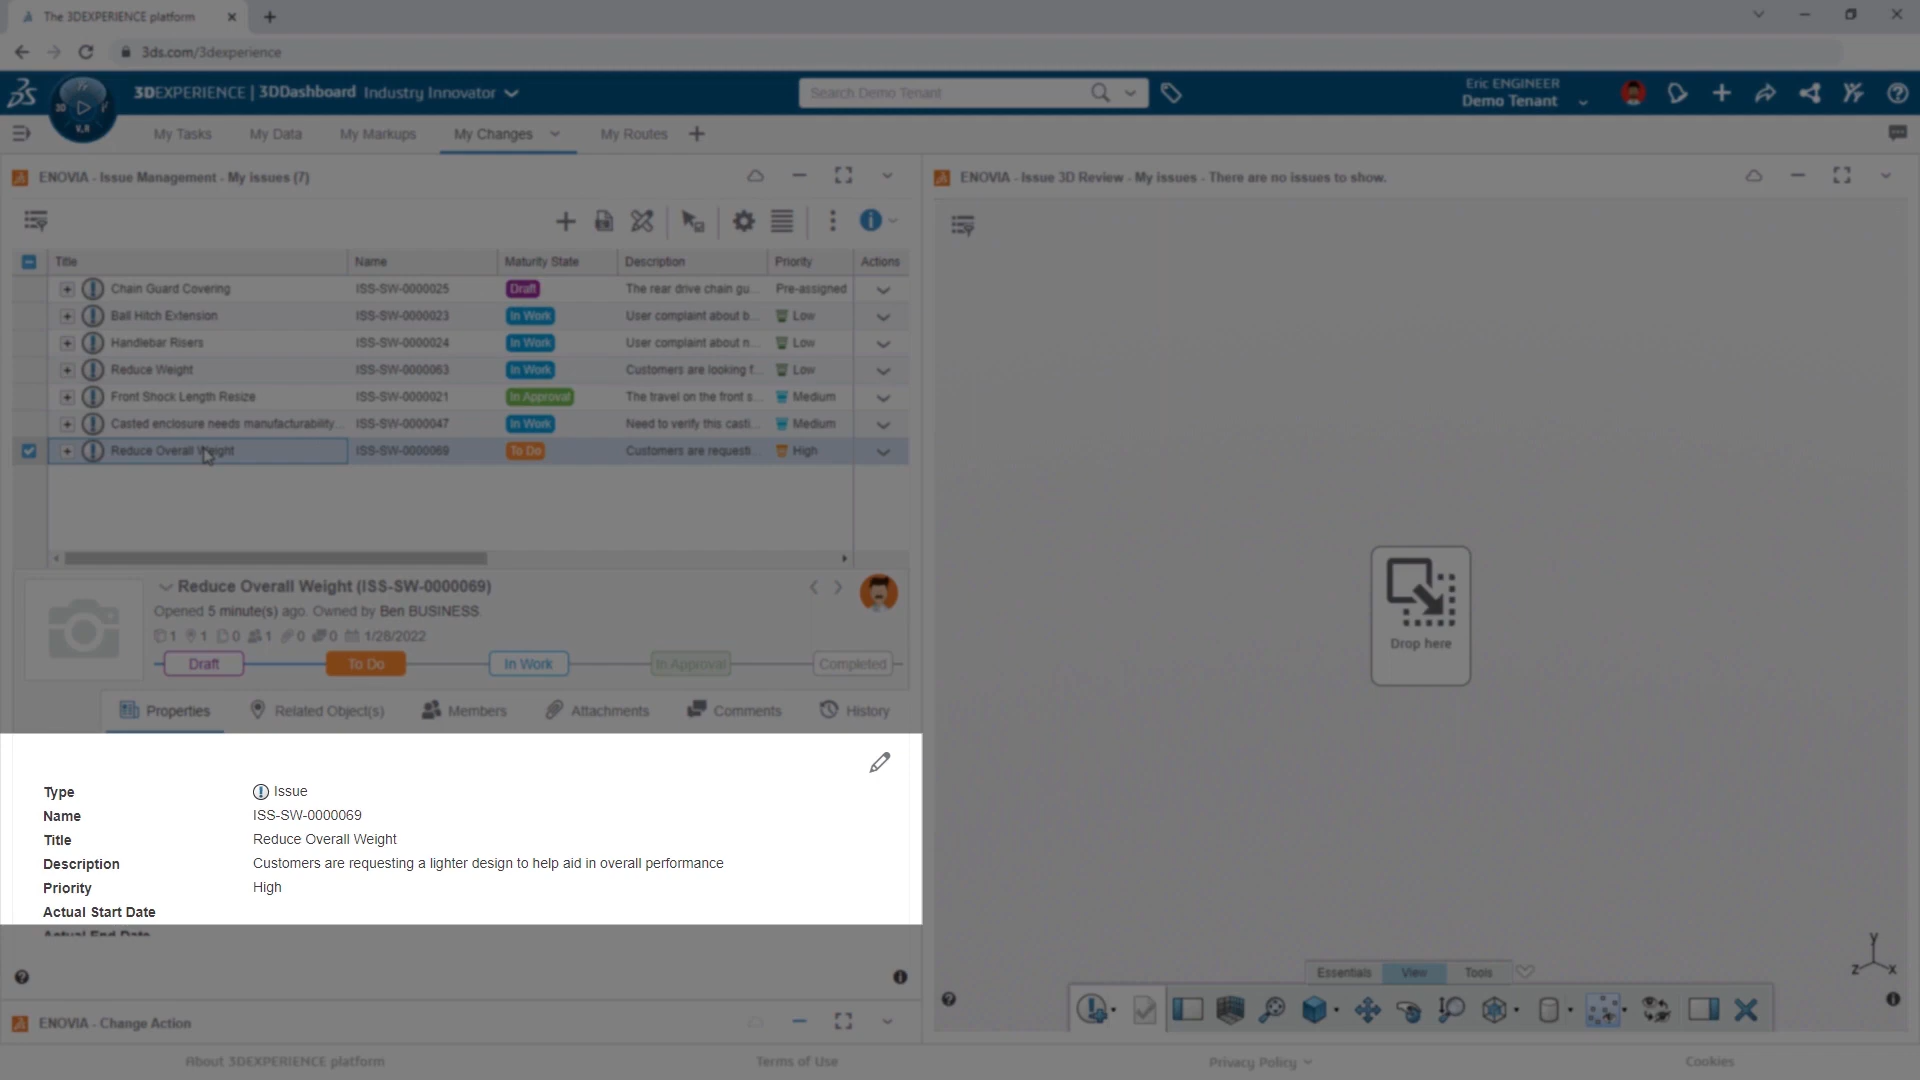 The 3DEXPERIENCE platform
3ds.com/3dexperience
3DEXPERIENCE | 3DDashboard Industry Innovator
Search Demo Tenant
Eric ENGINEER
Demo Tenant
3D
V,R
My Tasks My Data My Markups My Changes My Routes
ENOVIA - Issue Management - My issues (7)
ENOVIA - Issue 3D Review - My issues - There are no issues to show.
Title Name Maturity State Description Priority Actions
Chain Guard Covering ISS-SW-0000025 Draft The rear drive chain gu... Pre-assigned
Ball Hitch Extension ISS-SW-0000023 In Work User complaint about b... Low
Handlebar Risers ISS-SW-0000024 In Work User complaint about n... Low
Reduce Weight ISS-SW-0000063 In Work Customers are looking f... Low
Front Shock Length Resize ISS-SW-0000021 In Approval The travel on the front s... Medium
Casted enclosure needs manufacturability... ISS-SW-0000047 In Work Need to verify this casti... Medium
Reduce Overall Weight ISS-SW-0000069 To Do Customers are requesti... High
Reduce Overall Weight (ISS-SW-0000069)
Opened 5 minute(s) ago. Owned by Ben BUSINESS
1 1 0 1 0 0 1/28/2022
Draft To Do In Work In Approval Completed
Drop here
Properties Related Object(s) Members Attachments Comments History
Type Issue
Name ISS-SW-0000069
Title Reduce Overall Weight
Description Customers are requesting a lighter design to help aid in overall performance
Priority High
Actual Start Date
Actual End Date
y
z x
Essentials View Tools
ENOVIA - Change Action
About 3DEXPERIENCE platform Terms of Use Privacy Policy Cookies